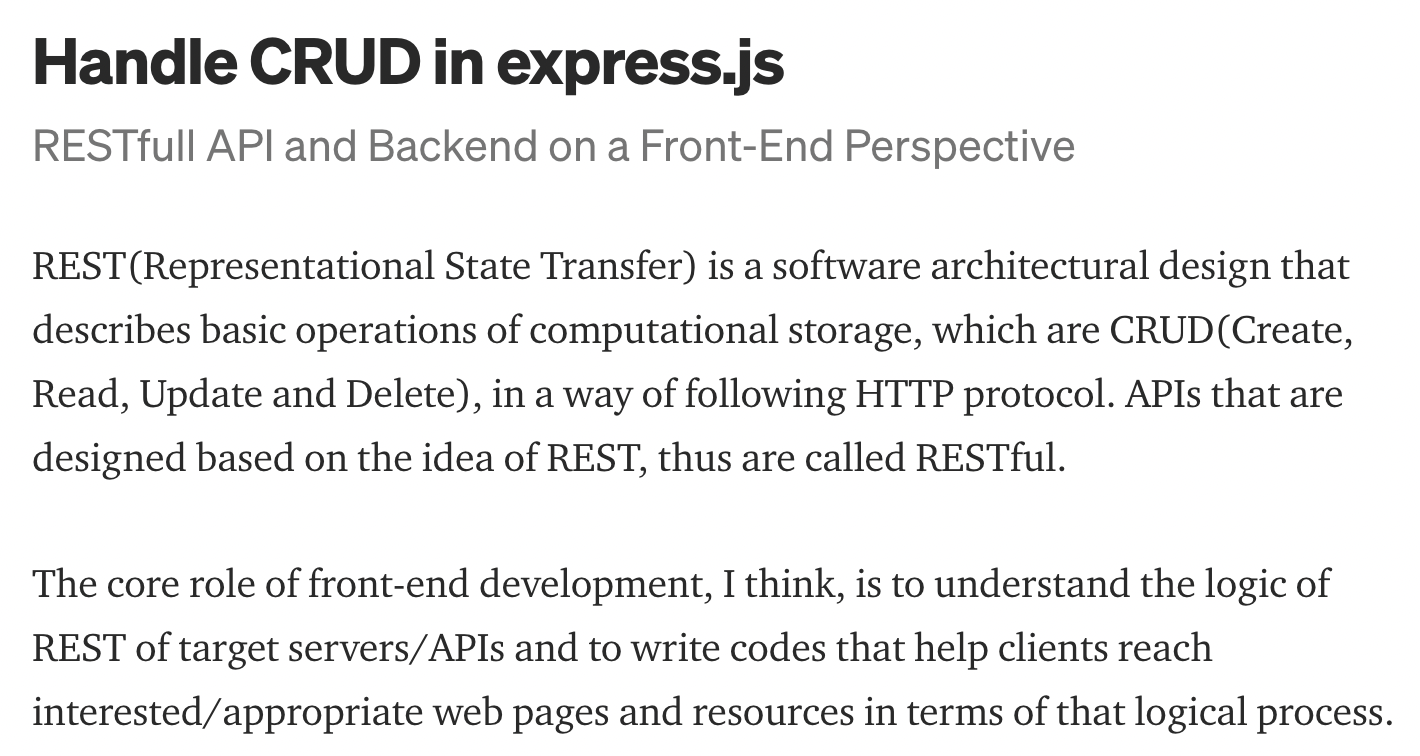 Handle CRUD in express.js
RESTfull API and Backend on a Front-End Perspective
REST(Representational State Transfer) is a software architectural design that
describes basic operations of computational storage, which are CRUD(Create,
Read, Update and Delete), in a way of following HTTP protocol. APIs that are
designed based on the idea of REST, thus are called RESTful.
The core role of front-end development, I think, is to understand the logic of
REST of target servers/APIs and to write codes that help clients reach
interested/appropriate web pages and resources in terms of that logical process.